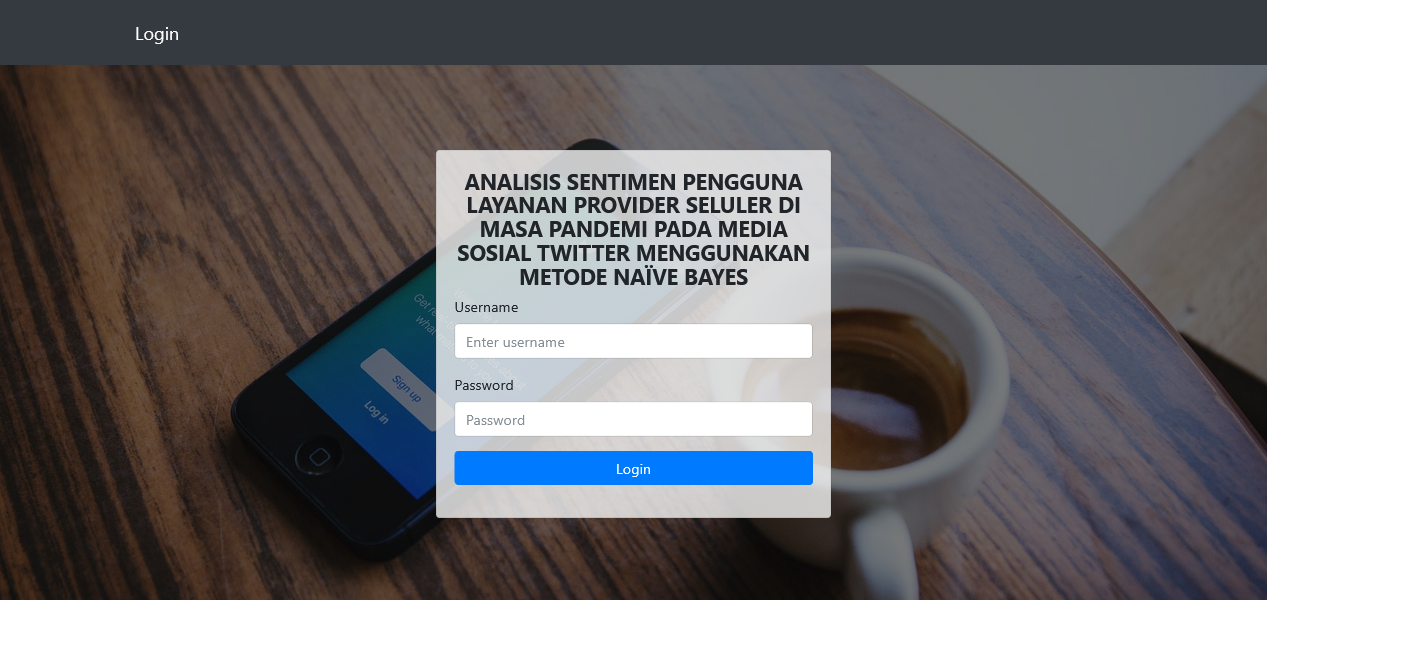 Login
ANALISIS SENTIMEN PENGGUNA
LAYANAN PROVIDER SELULER DI
MASA PANDEMI PADA MEDIA
SOSIAL TWITTER MENGGUNAKAN
METODE NAÏVE BAYES
Username
Enter username
Password
Password
Login
Sign up
Log in